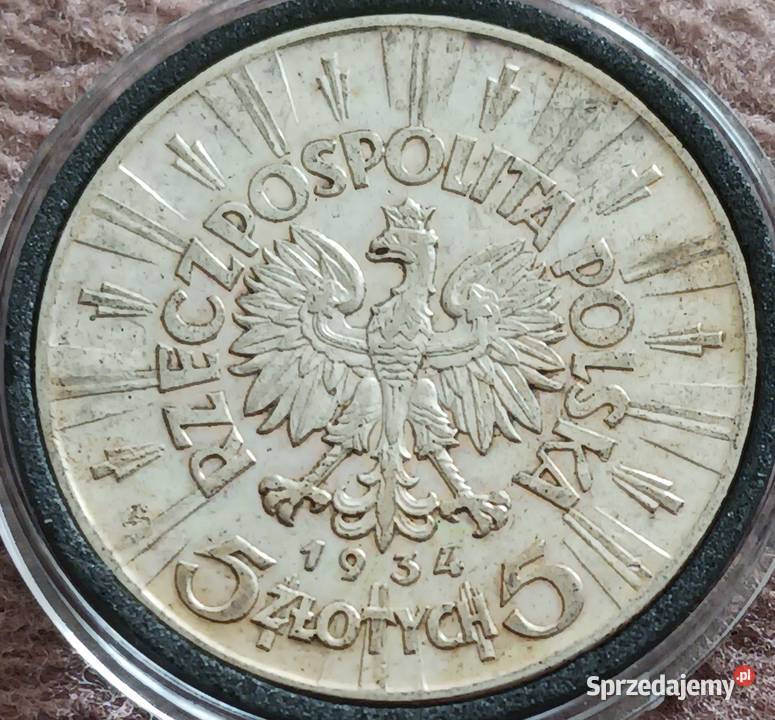 RZECZPOSPOLITA POLSKA
1934
5 ZŁOTYCH 5
Sprzedajemy.pl